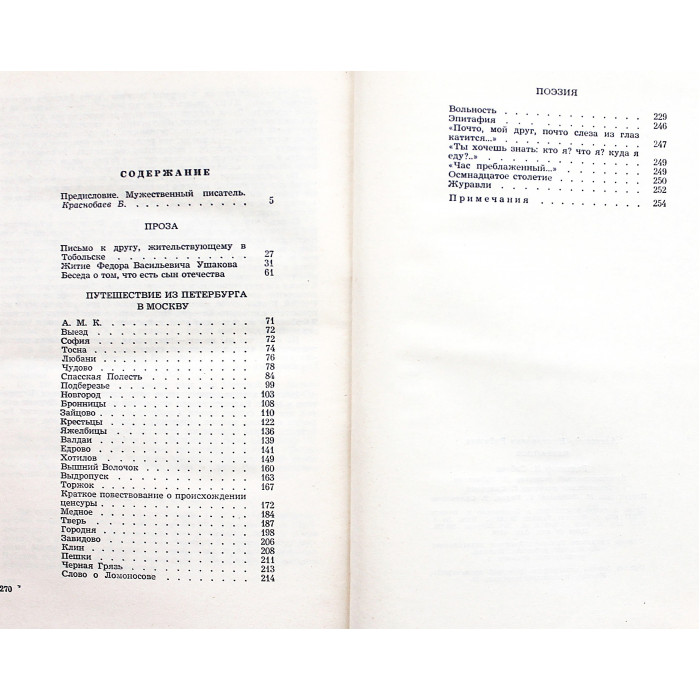 СОДЕРЖАНИЕ
Предисловие. Мужественный писатель.
Краснобаев Б. . . . . . . . . . . . 5
ПРОЗА
Письмо к другу, жительствующему в
Тобольске . . . . . . . . . . . . 27
Житие Федора Васильевича Ушакова 31
Беседа о том, что есть сын отечества 61
ПУТЕШЕСТВИЕ ИЗ ПЕТЕРБУРГА
В МОСКВУ
А. М. К. . . . . . . . . . . . . 71
Выезд . . . . . . . . . . . . . 72
София . . . . . . . . . . . . . 72
Тосна . . . . . . . . . . . . . 74
Любани . . . . . . . . . . . . . 76
Чудово . . . . . . . . . . . . . 78
Спасская Полесть . . . . . . . . . 84
Подберезье . . . . . . . . . . . . 99
Новгород . . . . . . . . . . . . 103
Бронницы . . . . . . . . . . . . 108
Зайцово . . . . . . . . . . . . . 110
Крестьцы . . . . . . . . . . . . 122
Яжелбицы . . . . . . . . . . . . 136
Валдаи . . . . . . . . . . . . . 139
Едрово . . . . . . . . . . . . . 141
Хотилов . . . . . . . . . . . . . 149
Вышний Волочок . . . . . . . . . 160
Выдропуск . . . . . . . . . . . . 163
Торжок . . . . . . . . . . . . . 167
Краткое повествование о происхождении
ценсуры . . . . . . . . . . . . . 172
Медное . . . . . . . . . . . . . 184
Тверь . . . . . . . . . . . . . 187
Городня . . . . . . . . . . . . . 198
Завидово . . . . . . . . . . . . 206
Клин . . . . . . . . . . . . . 208
Пешки . . . . . . . . . . . . . 211
Черная Грязь . . . . . . . . . . 213
Слово о Ломоносове . . . . . . . . 214
270
ПОЭЗИЯ
Вольность . . . . . . . . . . . . 229
Эпитафия . . . . . . . . . . . . 246
«Почто, мой друг, почто слеза из глаз
катится...» . . . . . . . . . . . . 247
«Ты хочешь знать: кто я? что я? куда я
еду?..» . . . . . . . . . . . . . 249
«Час преблаженный...» . . . . . . . 249
Осмнадцатое столетие . . . . . . . . 250
Журавли . . . . . . . . . . . . . 252
Примечания . . . . . . . . . . . 254